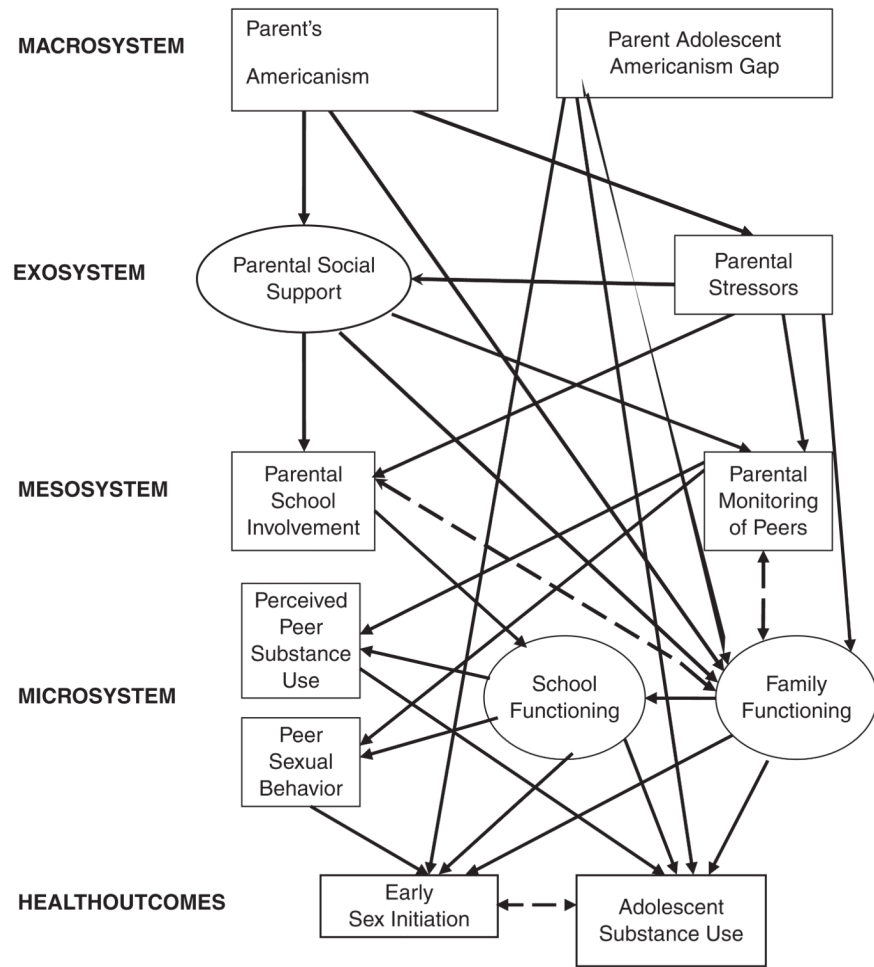 MACROSYSTEM
Parent's
Americanism
Parent Adolescent
Americanism Gap
EXOSYSTEM
Parental Social
Support
Parental
Stressors
MESOSYSTEM
Parental
School
Involvement
Parental
Monitoring
of Peers
MICROSYSTEM
Perceived
Peer
Substance
Use
School
Functioning
Family
Functioning
Peer
Sexual
Behavior
HEALTHOUTCOMES
Early
Sex Initiation
Adolescent
Substance Use